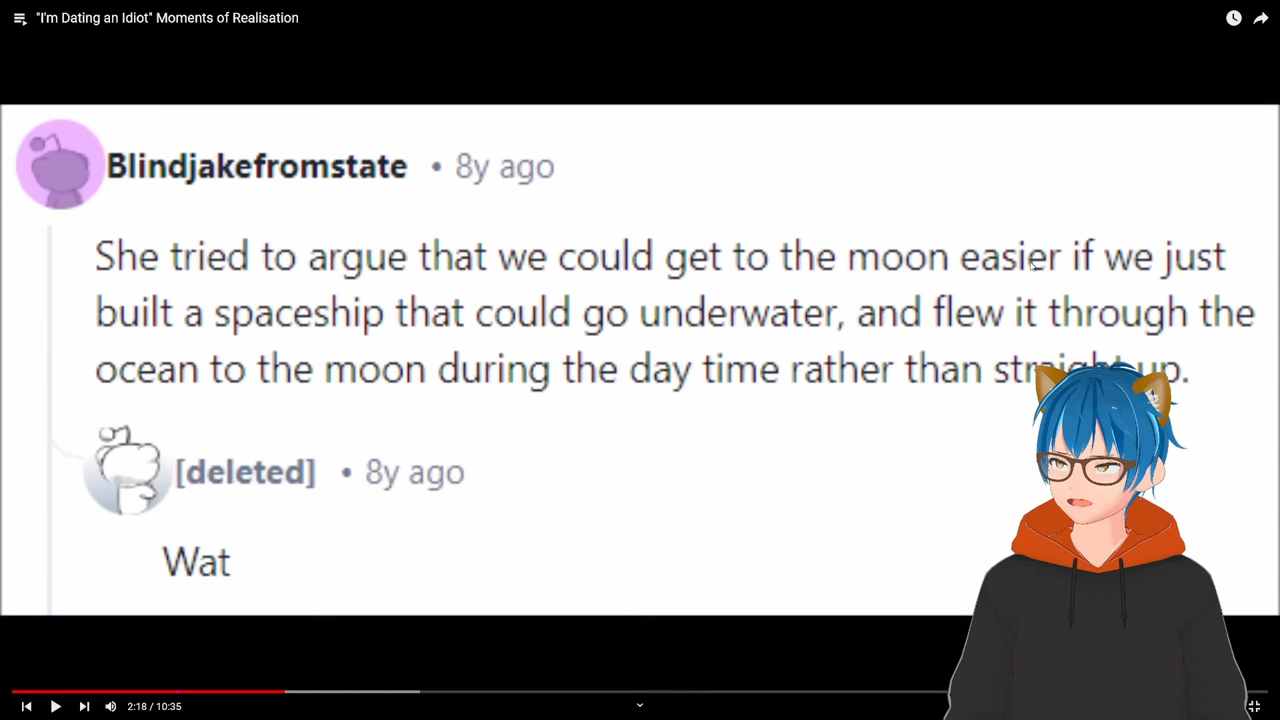 "I'm Dating an Idiot" Moments of Realisation
Blindjakefromstate • 8y ago
She tried to argue that we could get to the moon easier if we just
built a spaceship that could go underwater, and flew it through the
ocean to the moon during the day time rather than straight up.
[deleted] • 8y ago
Wat
2:18 / 10:35